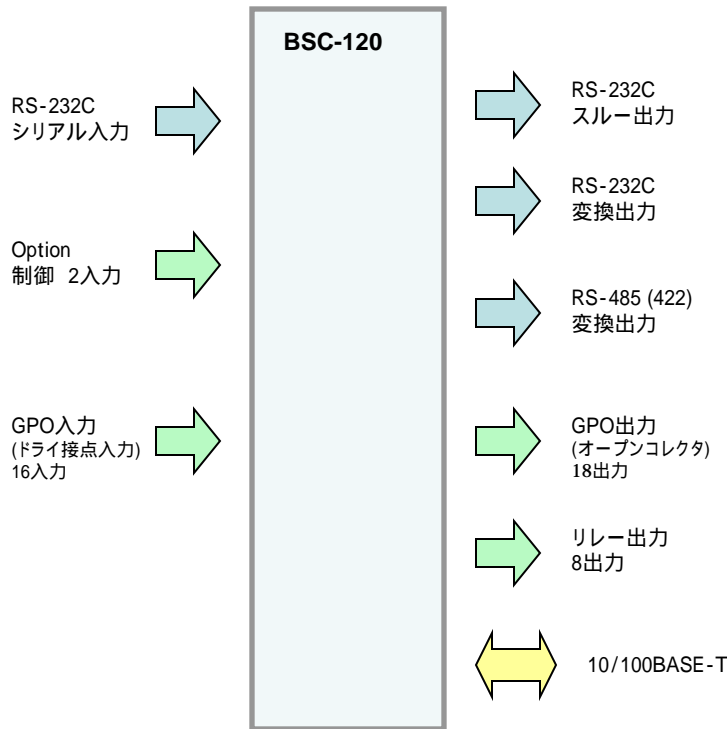 BSC-120
RS-232C
シリアル入力
Option
制御 2入力
GPO入力
(ドライ接点入力)
16入力
RS-232C
スルー出力
RS-232C
変換出力
RS-485 (422)
変換出力
GPO出力
(オープンコレクタ)
18出力
リレー出力
8出力
10/100BASE-T